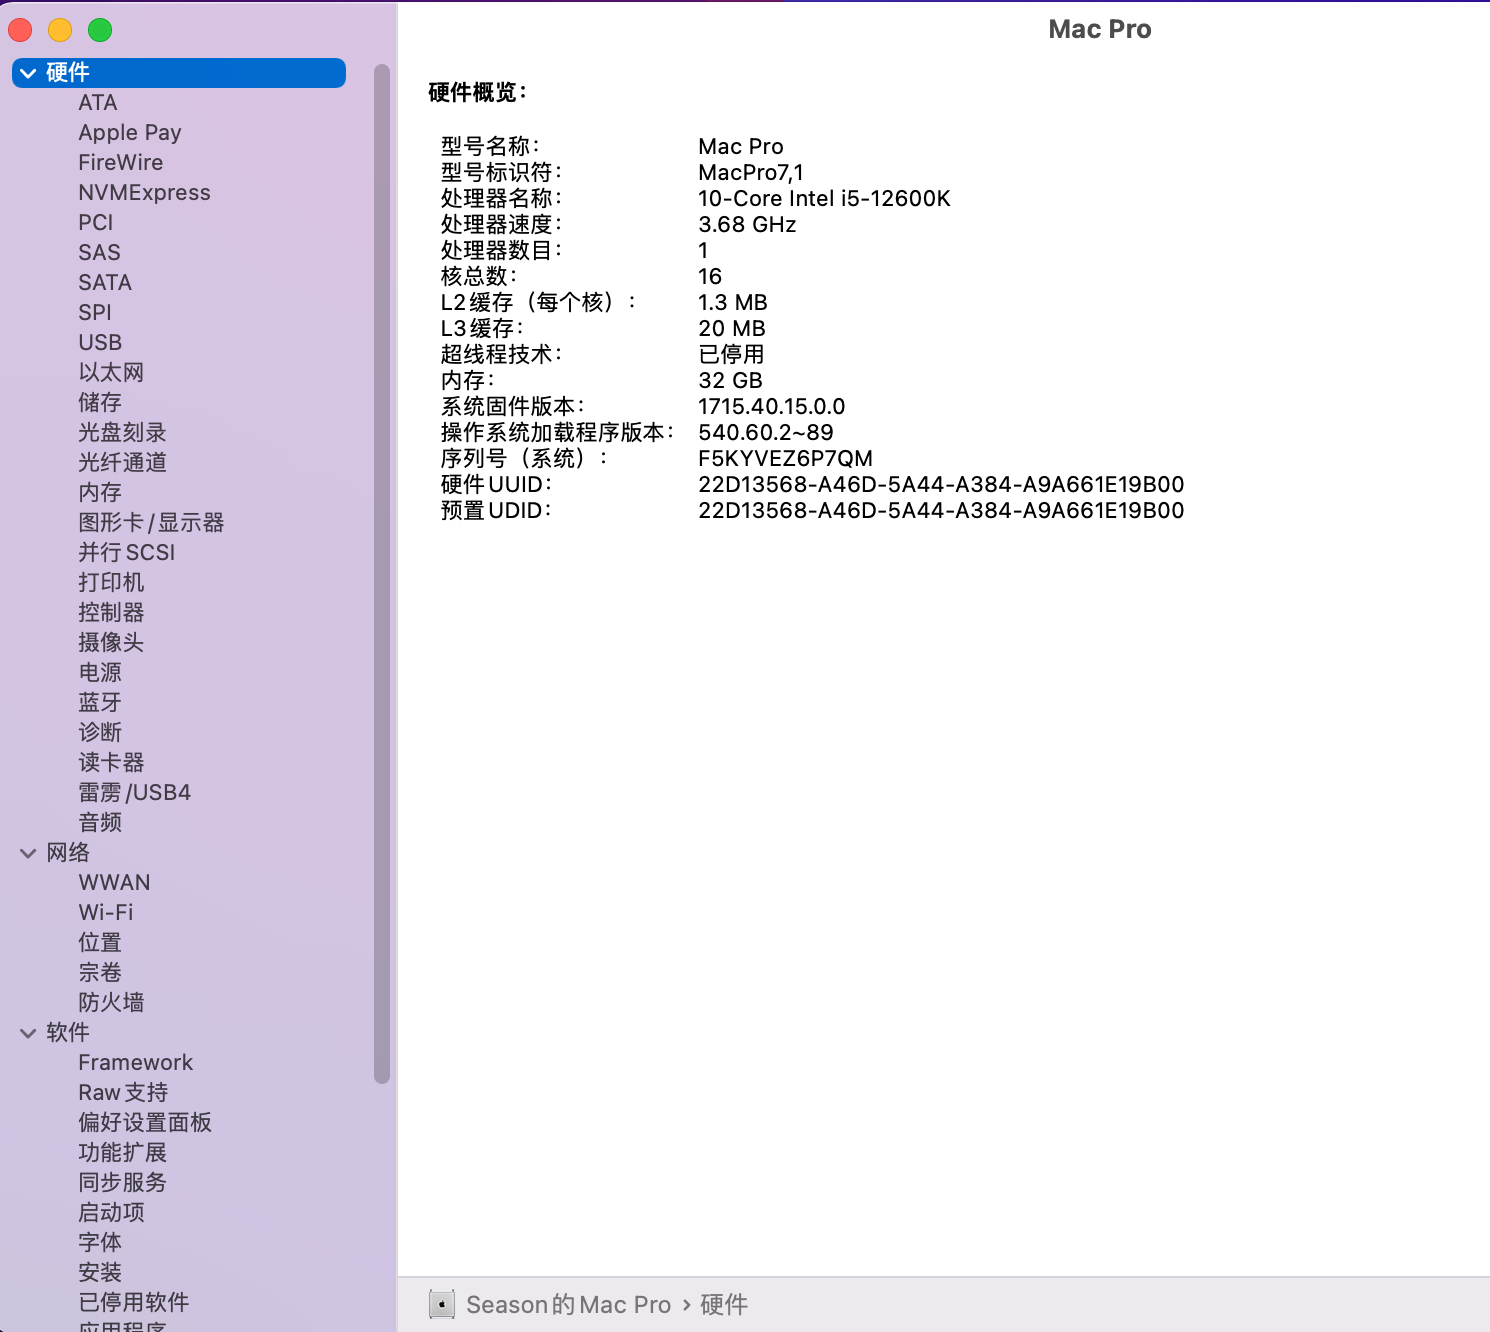 Mac Pro
硬件
ATA
Apple Pay
FireWire
NVMExpress
PCI
SAS
SATA
SPI
USB
以太网
储存
光盘刻录
光纤通道
内存
图形卡/显示器
并行SCSI
打印机
控制器
摄像头
电源
蓝牙
诊断
读卡器
雷雳/USB4
音频
网络
WWAN
Wi-Fi
位置
宗卷
防火墙
软件
Framework
Raw支持
偏好设置面板
功能扩展
同步服务
启动项
字体
安装
已停用软件
应用程序
硬件概览：
型号名称： Mac Pro
型号标识符： MacPro7,1
处理器名称： 10-Core Intel i5-12600K
处理器速度： 3.68 GHz
处理器数目： 1
核总数： 16
L2缓存（每个核）： 1.3 MB
L3缓存： 20 MB
超线程技术： 已停用
内存： 32 GB
系统固件版本： 1715.40.15.0.0
操作系统加载程序版本： 540.60.2~89
序列号（系统）： F5KYVEZ6P7QM
硬件UUID： 22D13568-A46D-5A44-A384-A9A661E19B00
预置UDID： 22D13568-A46D-5A44-A384-A9A661E19B00
Season的Mac Pro › 硬件